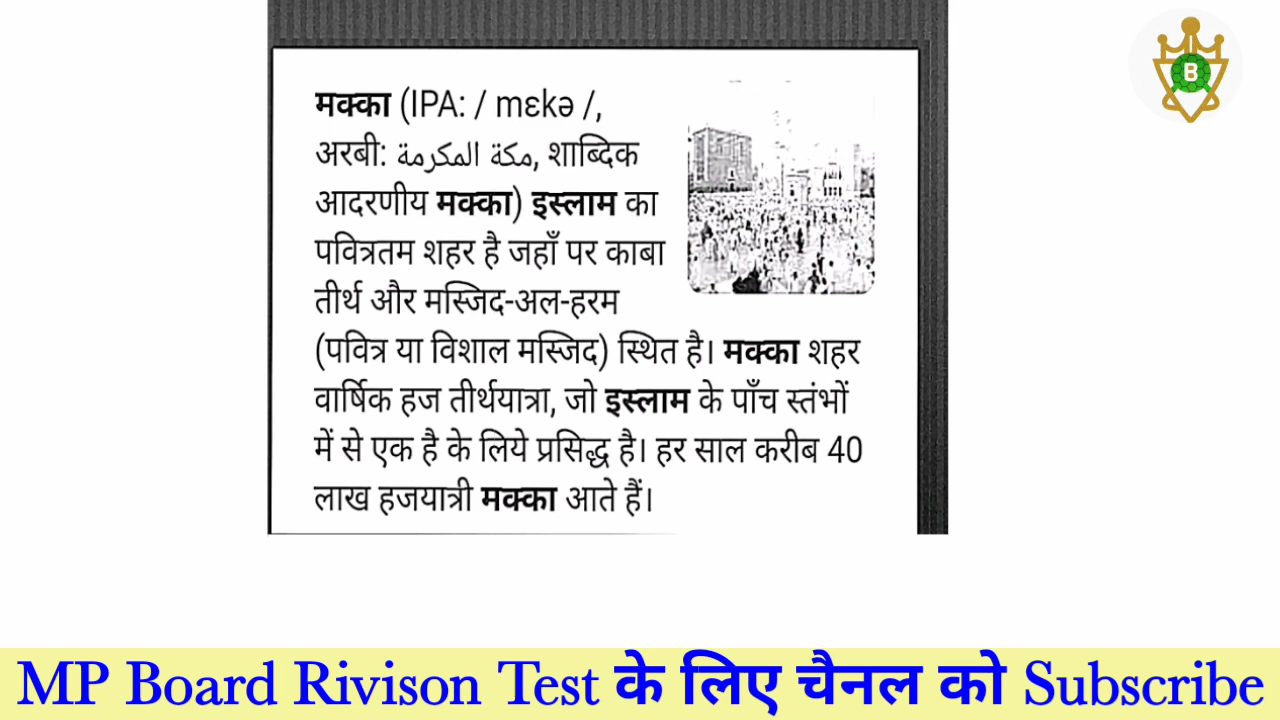 मक्का (IPA: / mɛkə /,
अरबी: مكة المكرمة, शाब्दिक
आदरणीय मक्का) इस्लाम का
पवित्रतम शहर है जहाँ पर काबा
तीर्थ और मस्जिद-अल-हरम
(पवित्र या विशाल मस्जिद) स्थित है। मक्का शहर
वार्षिक हज तीर्थयात्रा, जो इस्लाम के पाँच स्तंभों
में से एक है के लिये प्रसिद्ध है। हर साल करीब 40
लाख हजयात्री मक्का आते हैं।
B
MP Board Rivison Test के लिए चैनल को Subscribe